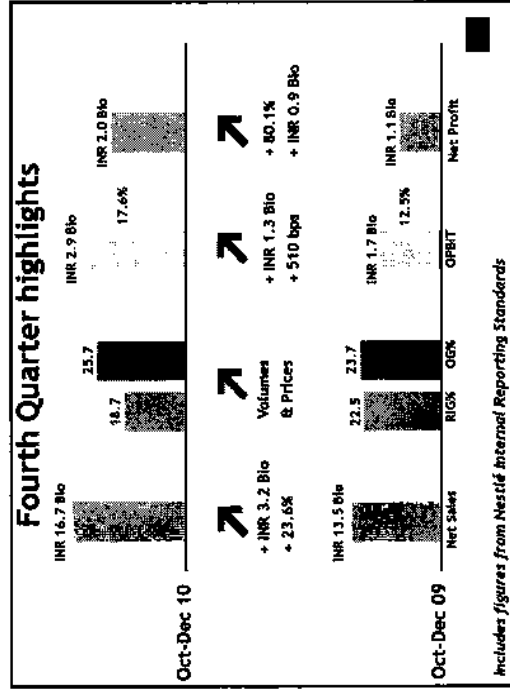 Fourth Quarter highlights
Oct-Dec 10
INR 16.7 Bio
18.7
25.7
INR 2.9 Bio
17.6%
INR 2.0 Bio
+ INR 3.2 Bio
+ 23.6%
Volumes
& Prices
+ INR 1.3 Bio
+ 510 bps
+ 80.1%
+ INR 0.9 Bio
Oct-Dec 09
INR 13.5 Bio
22.5
23.7
INR 1.7 Bio
12.5%
INR 1.1 Bio
Net Sales
RIG%
OG%
OPBIT
Net Profit
Includes figures from Nestlé Internal Reporting Standards